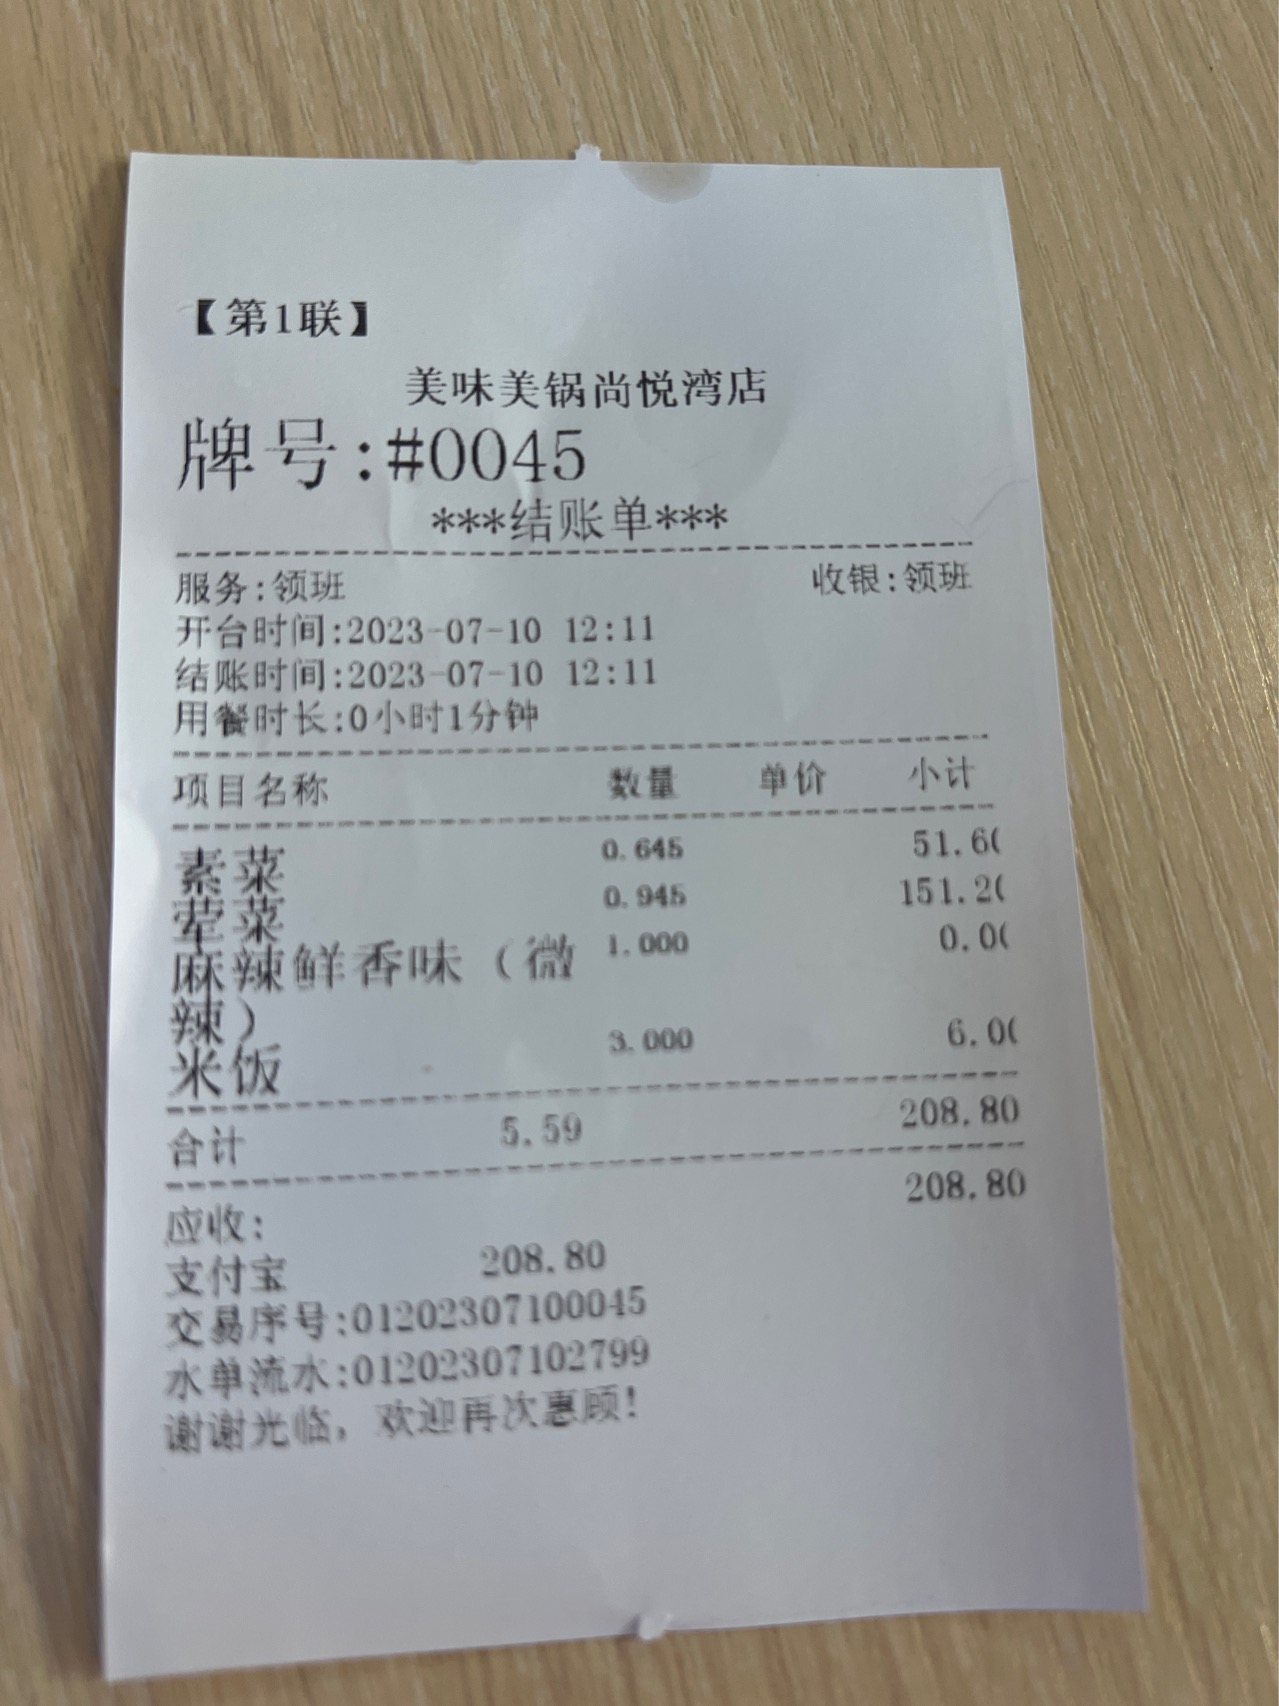 【第1联】
美味美锅尚悦湾店
牌号:#0045
***结账单***
服务:领班 收银:领班
开台时间:2023-07-10 12:11
结账时间:2023-07-10 12:11
用餐时长:0小时1分钟
项目名称 数量 单价 小计
素菜 0.645 51.6(
荤菜 0.945 151.2(
麻辣鲜香味（微 1.000 0.0(
辣）
米饭 3.000 6.0(
合计 5.59 208.80
应收: 208.80
支付宝 208.80
交易序号:01202307100045
水单流水:01202307102799
谢谢光临，欢迎再次惠顾!